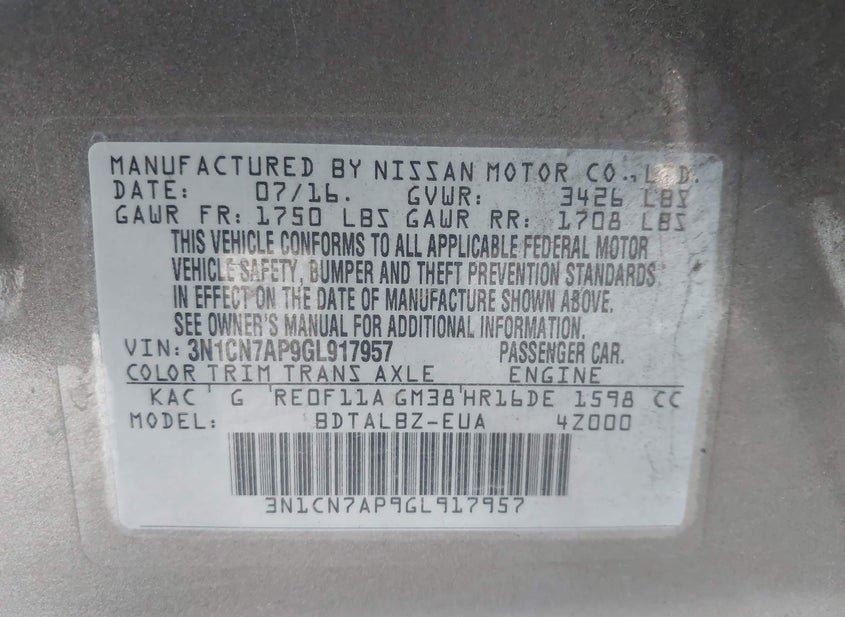 MANUFACTURED BY NISSAN MOTOR CO., LTD.
DATE: 07/16. GVWR: 3426 LBS
GAWR FR: 1750 LBS GAWR RR: 1708 LBS
THIS VEHICLE CONFORMS TO ALL APPLICABLE FEDERAL MOTOR
VEHICLE SAFETY, BUMPER AND THEFT PREVENTION STANDARDS
IN EFFECT ON THE DATE OF MANUFACTURE SHOWN ABOVE.
SEE OWNER'S MANUAL FOR ADDITIONAL INFORMATION.
VIN: 3N1CN7AP9GL917957 PASSENGER CAR.
COLOR TRIM TRANS AXLE ENGINE
KAC G RE0F11A GM38 HR16DE 1598 CC
MODEL: BDTALBZ-EUA 4Z000
3N1CN7AP9GL917957